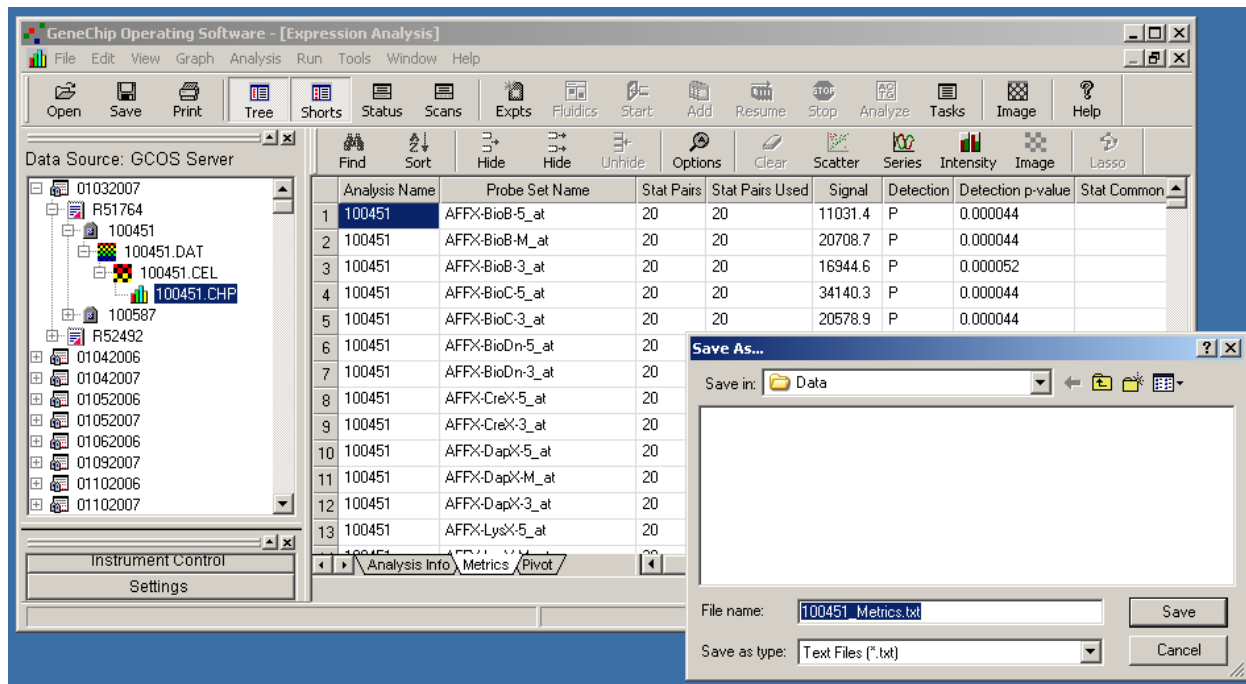 GeneChip Operating Software - [Expression Analysis]
File Edit View Graph Analysis Run Tools Window Help
Open Save Print Tree Shorts Status Scans Expts Fluidics Start Add Resume Stop Analyze Tasks Image Help
Data Source: GCOS Server
Find Sort Hide Hide Unhide Options Clear Scatter Series Intensity Image Lasso
01032007
R51764
100451
100451.DAT
100451.CEL
100451.CHP
100587
R52492
01042006
01042007
01052006
01052007
01062006
01092007
01102006
01102007
Instrument Control
Settings
Analysis Name Probe Set Name Stat Pairs Stat Pairs Used Signal Detection Detection p-value Stat Common
1 100451 AFFX-BioB-5_at 20 20 11031.4 P 0.000044
2 100451 AFFX-BioB-M_at 20 20 20708.7 P 0.000044
3 100451 AFFX-BioB-3_at 20 20 16944.6 P 0.000052
4 100451 AFFX-BioC-5_at 20 20 34140.3 P 0.000044
5 100451 AFFX-BioC-3_at 20 20 20578.9 P 0.000044
6 100451 AFFX-BioDn-5_at 20
7 100451 AFFX-BioDn-3_at 20
8 100451 AFFX-CreX-5_at 20
9 100451 AFFX-CreX-3_at 20
10 100451 AFFX-DapX-5_at 20
11 100451 AFFX-DapX-M_at 20
12 100451 AFFX-DapX-3_at 20
13 100451 AFFX-LysX-5_at 20
Analysis Info Metrics Pivot
Save As...
Save in: Data
File name: 100451_Metrics.txt Save
Save as type: Text Files (*.txt) Cancel